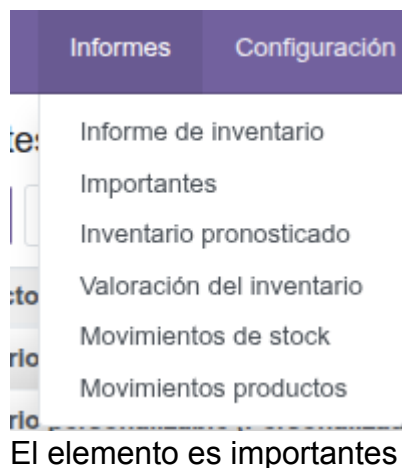 Informes Configuración
Informe de inventario
Importantes
Inventario pronosticado
Valoración del inventario
Movimientos de stock
Movimientos productos
El elemento es importantes